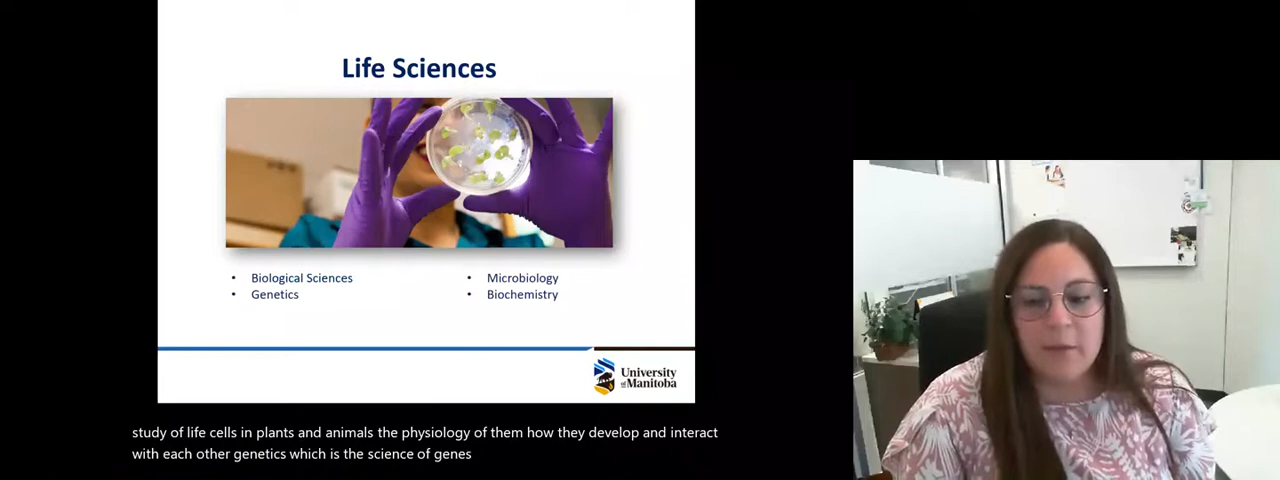 Life Sciences
• Biological Sciences
• Genetics
• Microbiology
• Biochemistry
University
of Manitoba
study of life cells in plants and animals the physiology of them how they develop and interact
with each other genetics which is the science of genes